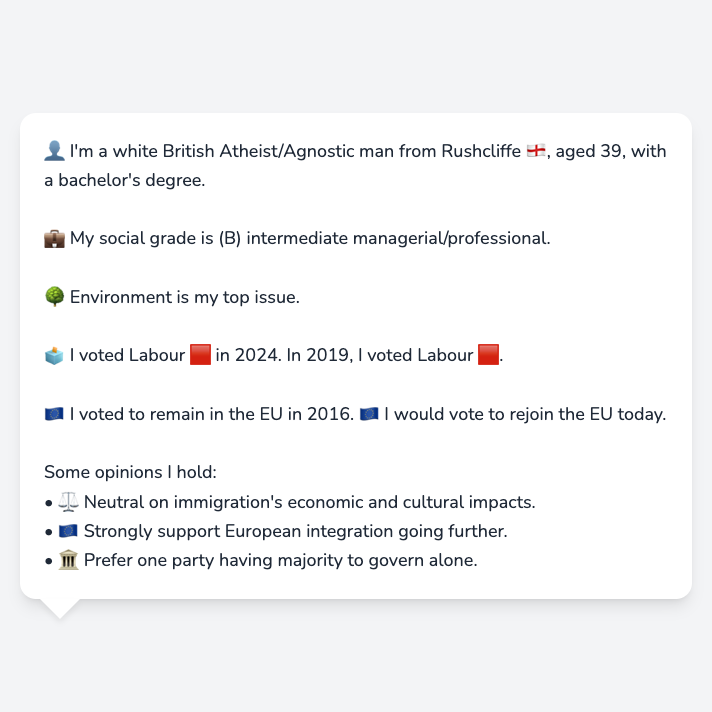 👤 I'm a white British Atheist/Agnostic man from Rushcliffe 🏴󠁧󠁢󠁥󠁮󠁧󠁿, aged 39, with
a bachelor's degree.
💼 My social grade is (B) intermediate managerial/professional.
🌳 Environment is my top issue.
🗳️ I voted Labour 🟥 in 2024. In 2019, I voted Labour 🟥.
🇪🇺 I voted to remain in the EU in 2016. 🇪🇺 I would vote to rejoin the EU today.
Some opinions I hold:
• ⚖️ Neutral on immigration's economic and cultural impacts.
• 🇪🇺 Strongly support European integration going further.
• 🏛️ Prefer one party having majority to govern alone.